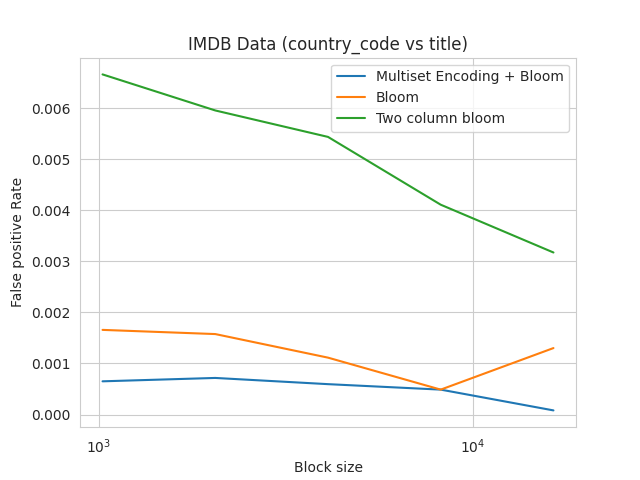 IMDB Data (country_code vs title)
Multiset Encoding + Bloom
Bloom
Two column bloom
False positive Rate
0.006
0.005
0.004
0.003
0.002
0.001
0.000
10³
10⁴
Block size